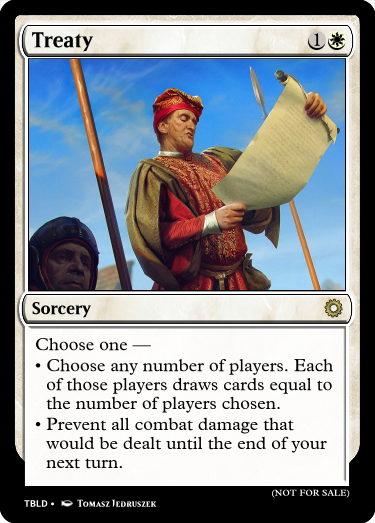 Treaty 1
Sorcery
Choose one —
• Choose any number of players. Each
of those players draws cards equal to
the number of players chosen.
• Prevent all combat damage that
would be dealt until the end of your
next turn.
(NOT FOR SALE)
TBLD • Tomasz Jedruszek